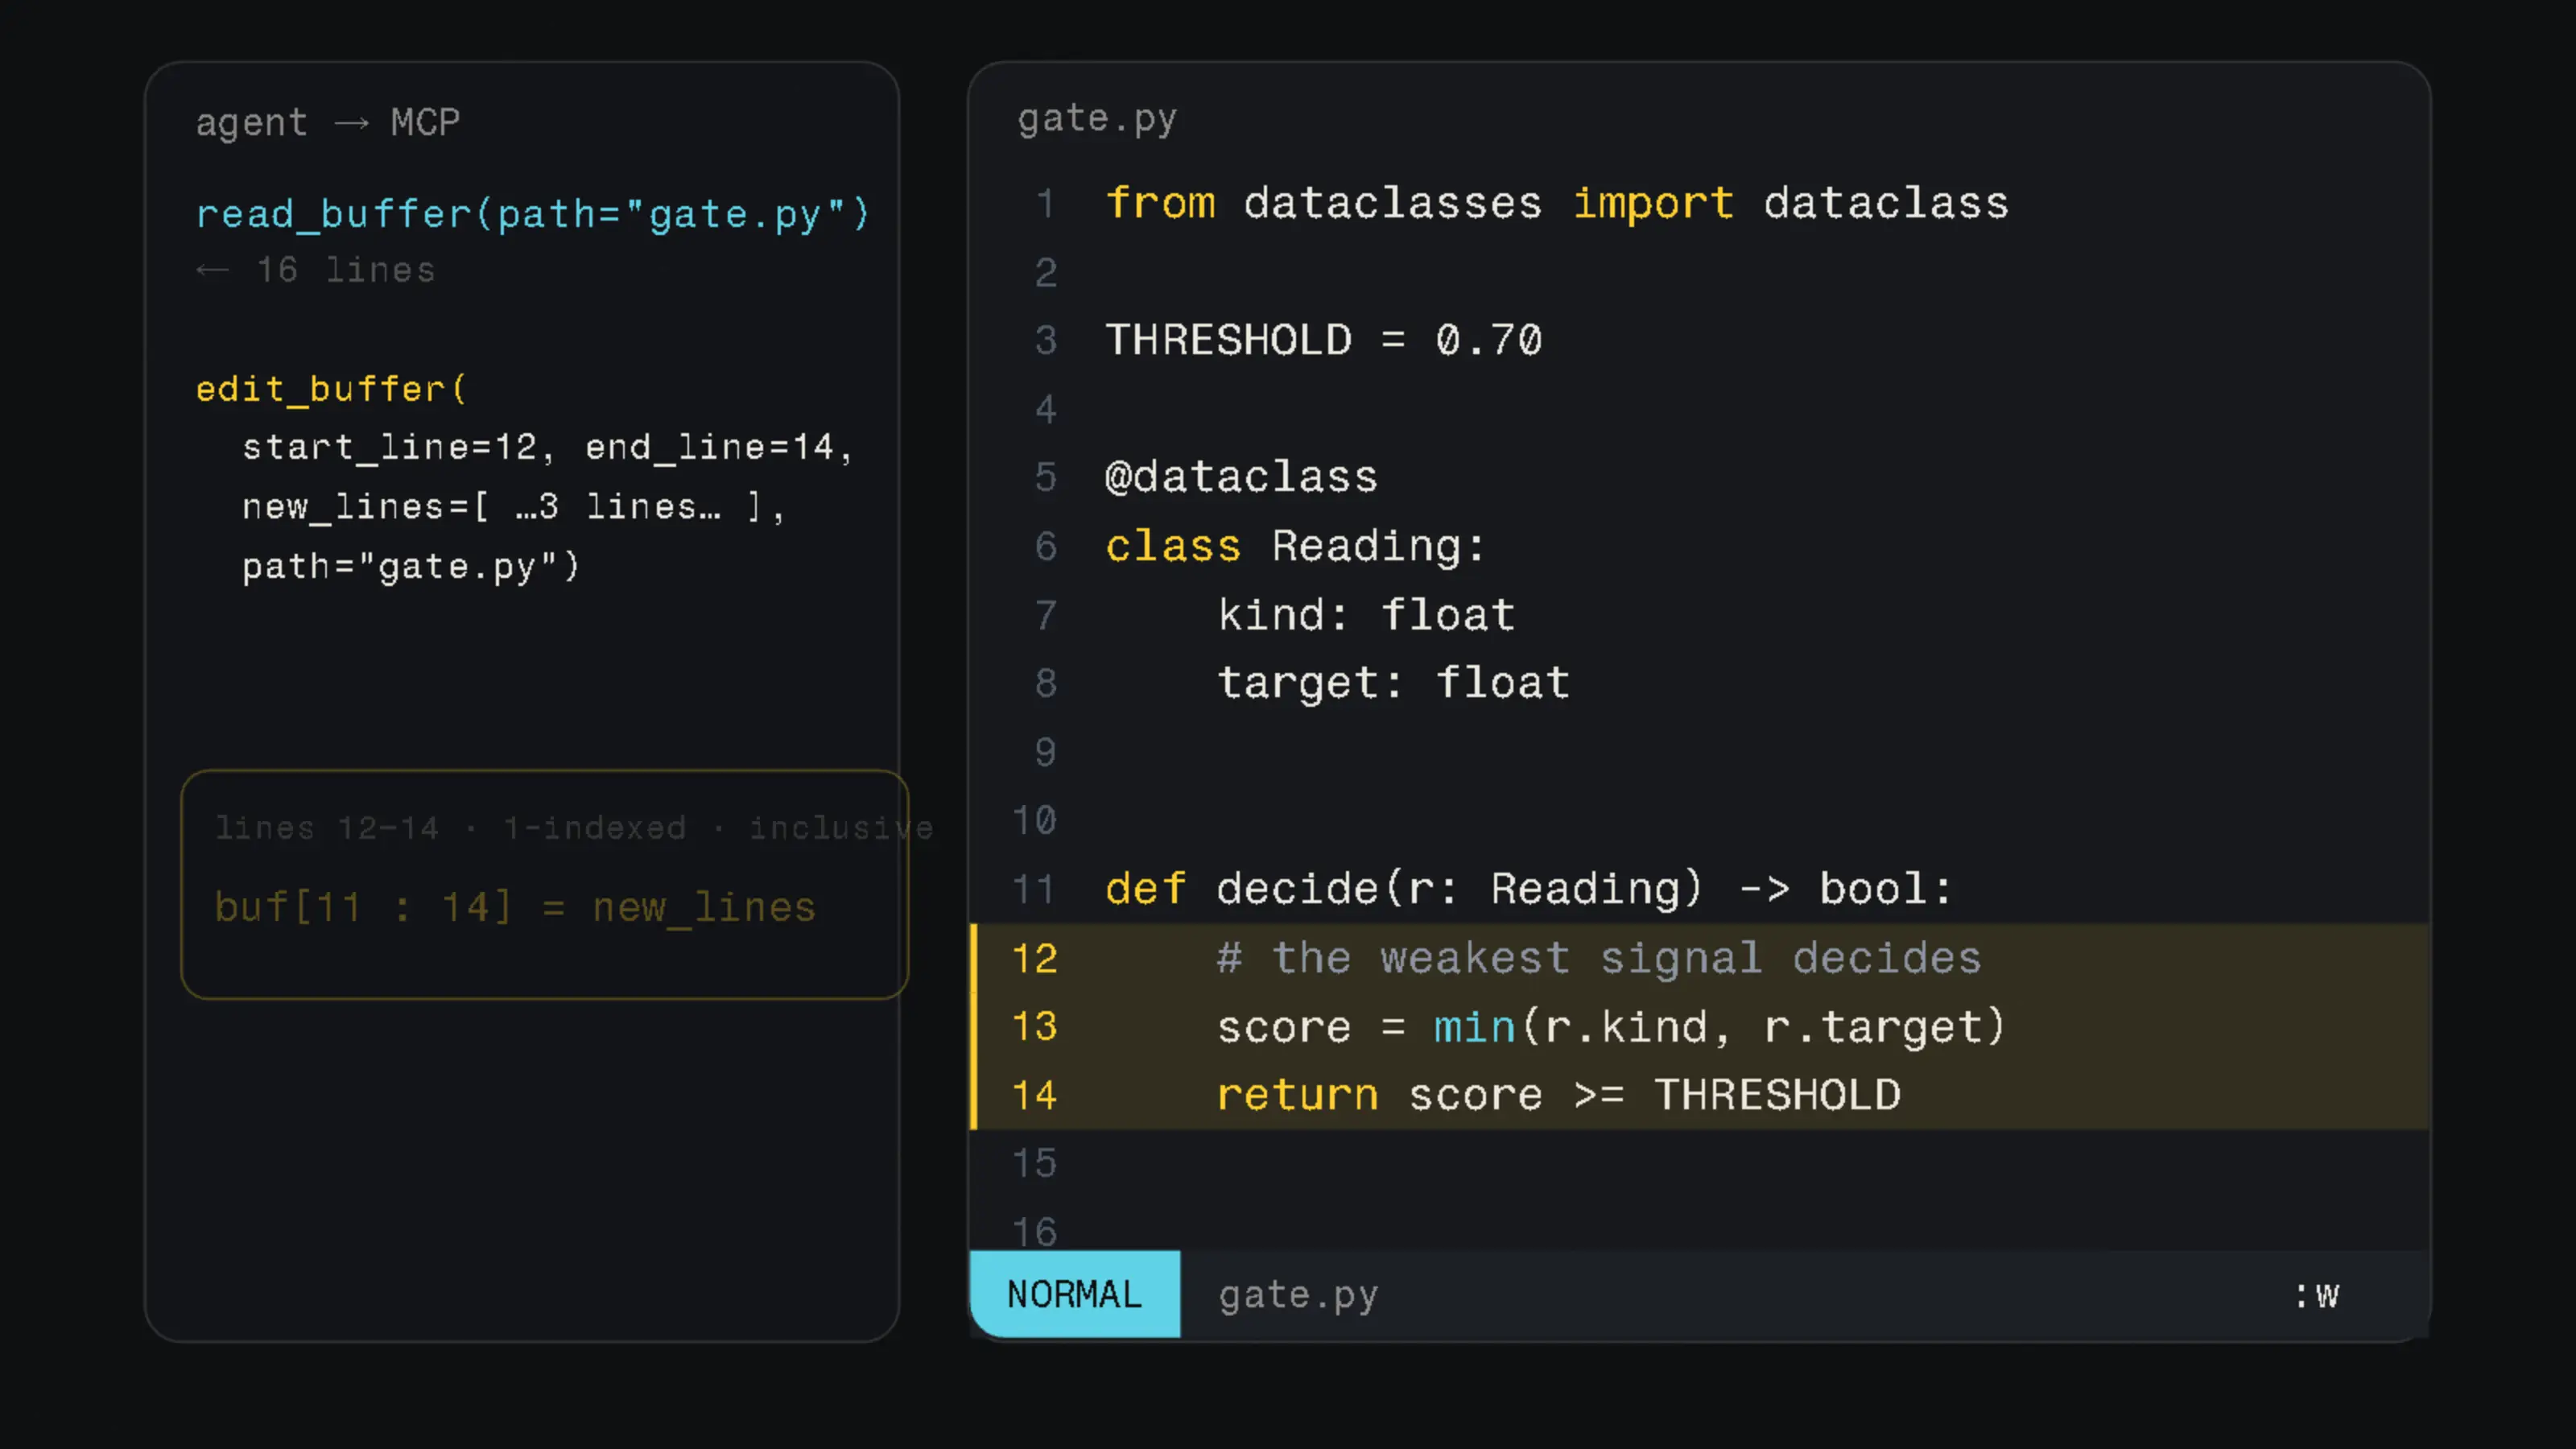 agent → MCP
read_buffer(path="gate.py")
← 16 lines
edit_buffer(
  start_line=12, end_line=14,
  new_lines=[ …3 lines… ],
  path="gate.py")
lines 12–14 · 1-indexed · inclusive
buf[11 : 14] = new_lines
gate.py
1 from dataclasses import dataclass
2
3 THRESHOLD = 0.70
4
5 @dataclass
6 class Reading:
7     kind: float
8     target: float
9
10
11 def decide(r: Reading) -> bool:
12     # the weakest signal decides
13     score = min(r.kind, r.target)
14     return score >= THRESHOLD
15
16
NORMAL gate.py :w